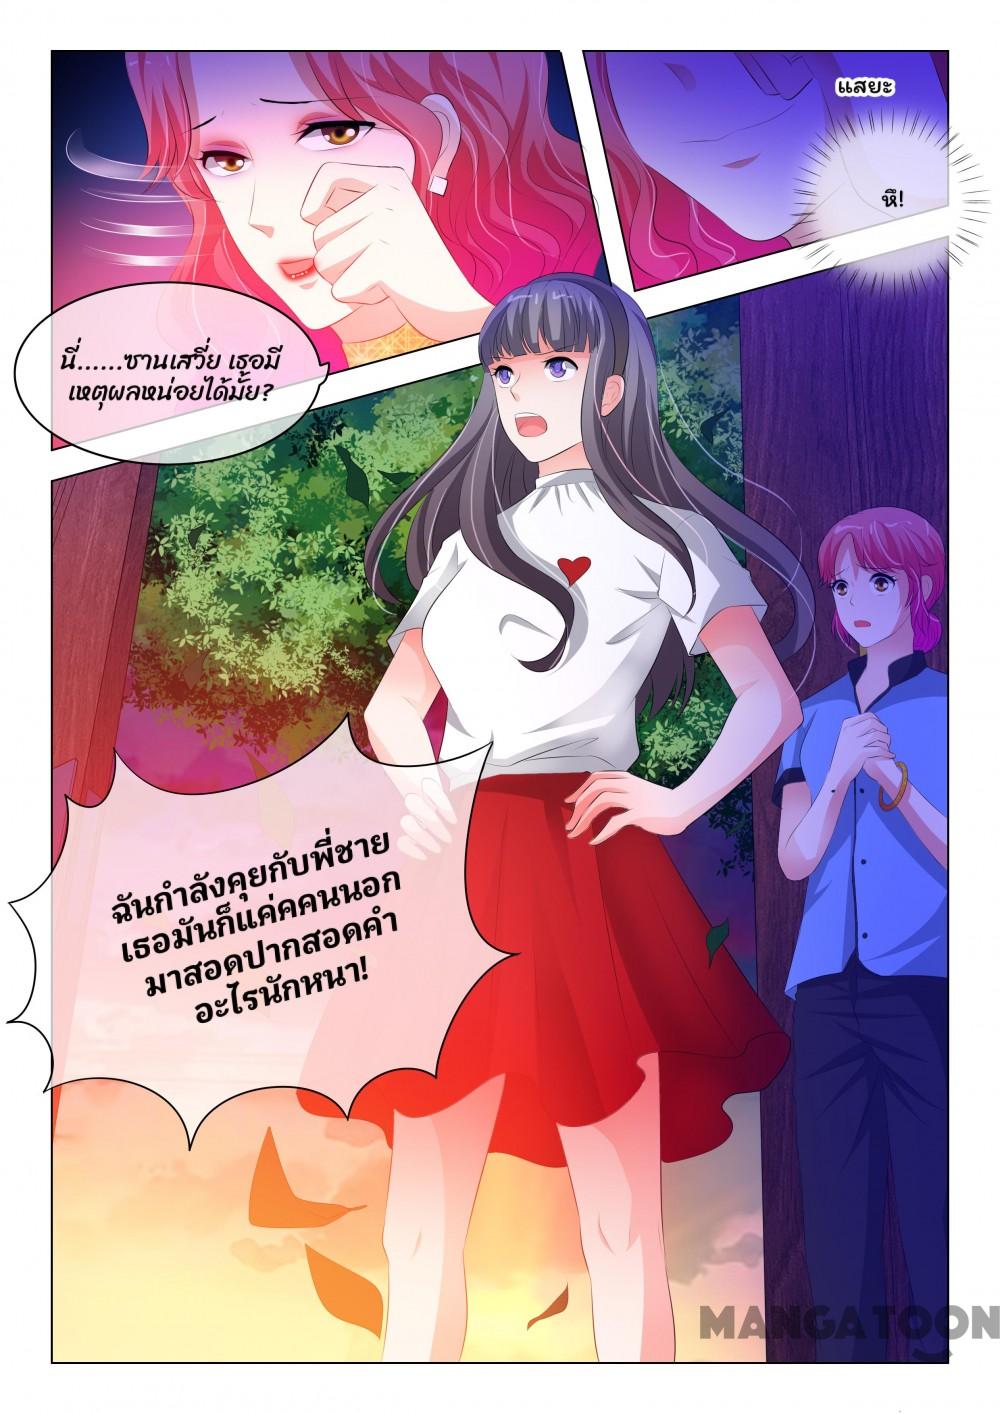 แสยะ
หึ!
นี่......ซานเสวี่ย เธอมี
เหตุผลหน่อยได้มั้ย?
ฉันกำลังคุยกับพี่ชาย
เธอมันก็แค่คคนนอก
มาสอดปากสอดคำ
อะไรนักหนา!
MANGATOON